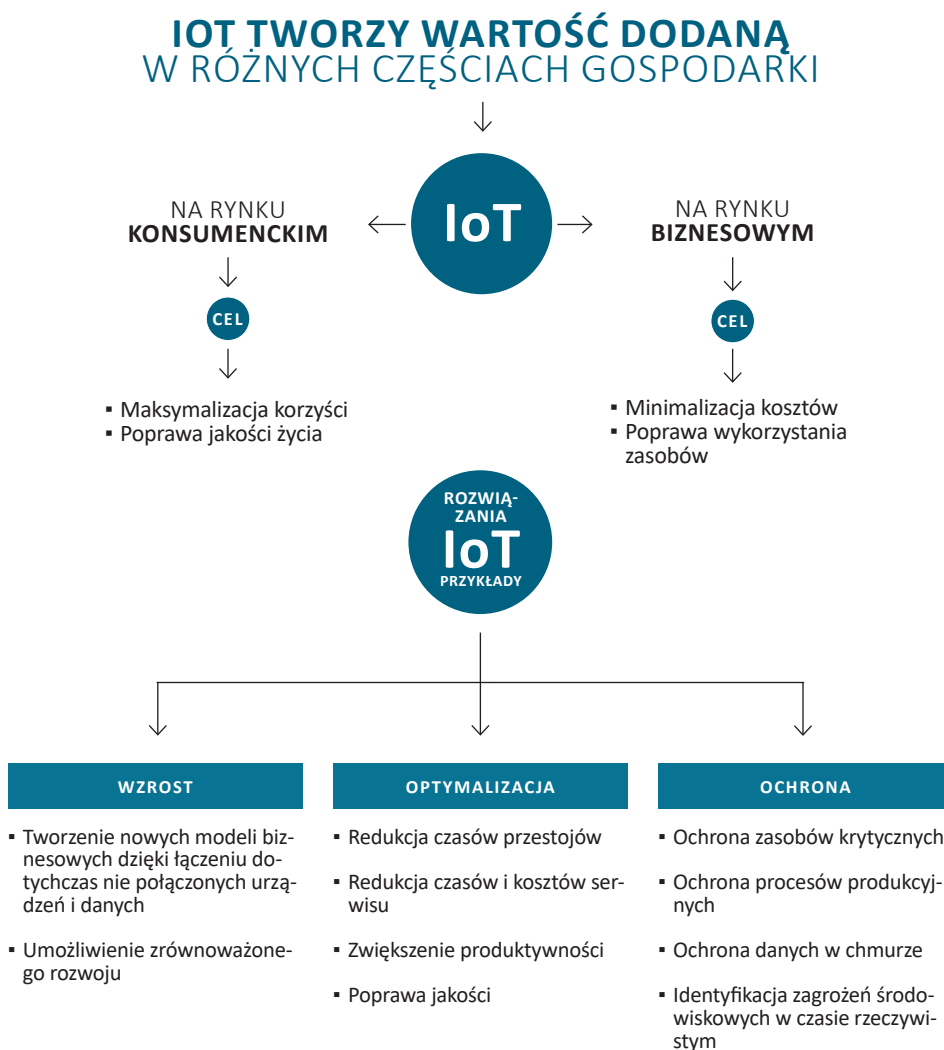 IOT TWORZY WARTOŚĆ DODANĄ
W RÓŻNYCH CZĘŚCIACH GOSPODARKI
IoT
NA RYNKU
KONSUMENCKIM
CEL
▪ Maksymalizacja korzyści
▪ Poprawa jakości życia
NA RYNKU
BIZNESOWYM
CEL
▪ Minimalizacja kosztów
▪ Poprawa wykorzystania
zasobów
ROZWIĄ-
ZANIA
IoT
PRZYKŁADY
WZROST
▪ Tworzenie nowych modeli biz-
nesowych dzięki łączeniu do-
tychczas nie połączonych urzą-
dzeń i danych
▪ Umożliwienie zrównoważone-
go rozwoju
OPTYMALIZACJA
▪ Redukcja czasów przestojów
▪ Redukcja czasów i kosztów ser-
wisu
▪ Zwiększenie produktywności
▪ Poprawa jakości
OCHRONA
▪ Ochrona zasobów krytycznych
▪ Ochrona procesów produkcyj-
nych
▪ Ochrona danych w chmurze
▪ Identyfikacja zagrożeń środo-
wiskowych w czasie rzeczywi-
stym